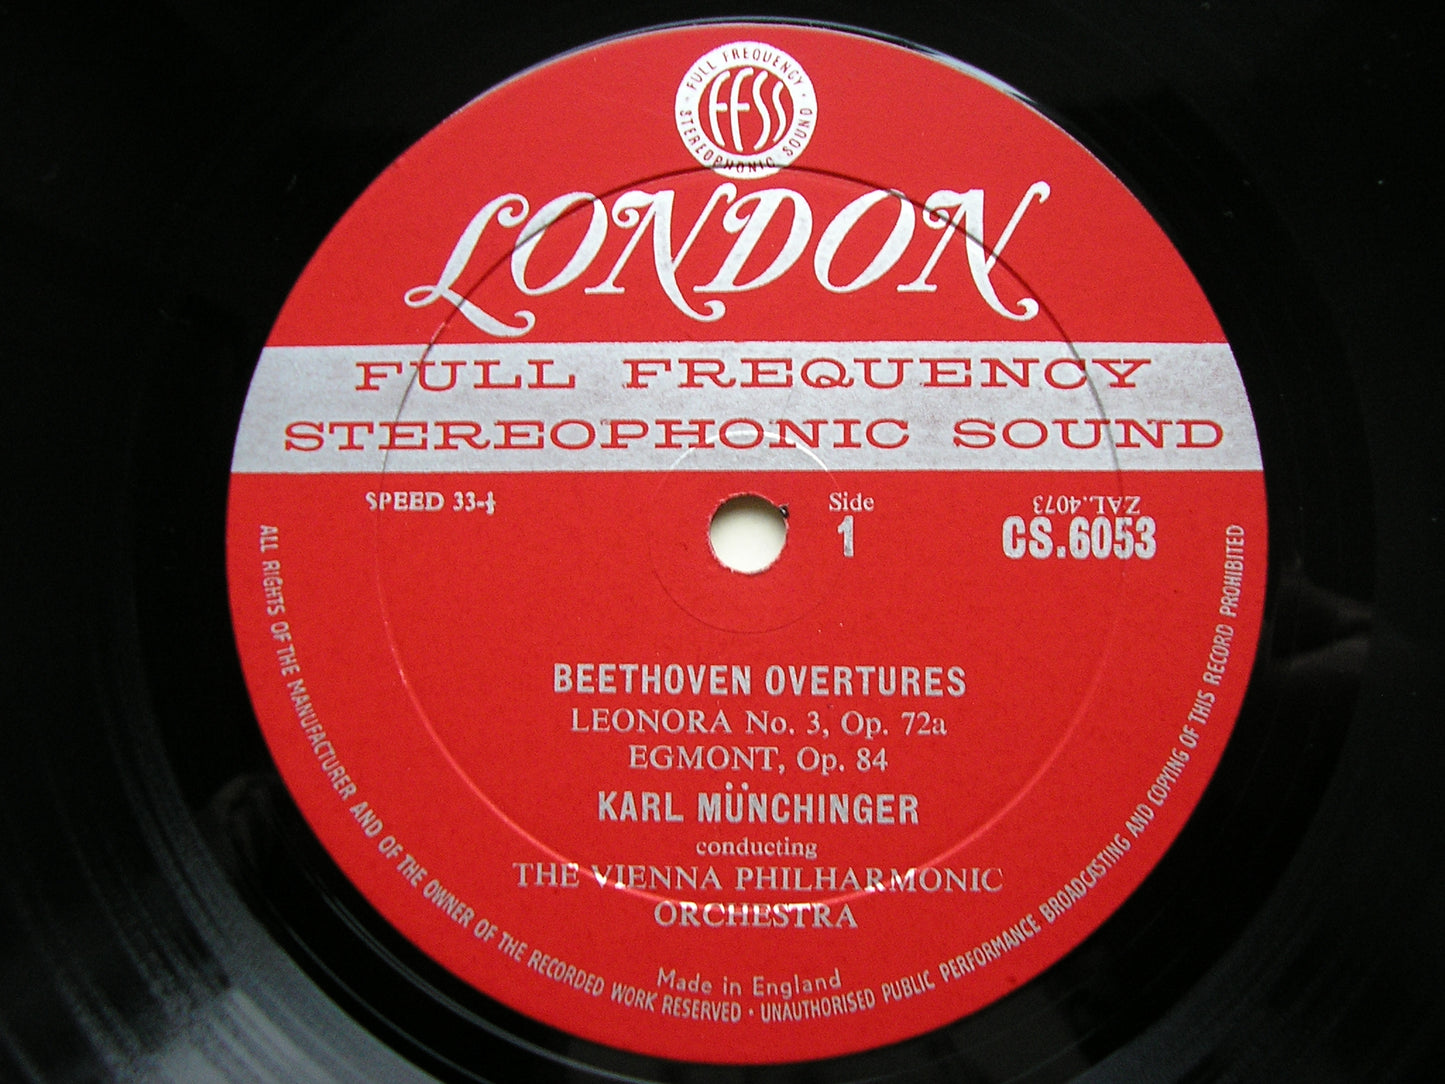 · FULL FREQUENCY ·
STEREOPHONIC SOUND
FFSS
LONDON
FULL FREQUENCY
STEREOPHONIC SOUND
SPEED 33-⅓
Side
1
ZAL.4073
CS.6053
BEETHOVEN OVERTURES
LEONORA No. 3, Op. 72a
EGMONT, Op. 84
KARL MÜNCHINGER
conducting
THE VIENNA PHILHARMONIC
ORCHESTRA
Made in England
ALL RIGHTS OF THE MANUFACTURER AND OF THE OWNER OF THE RECORDED WORK RESERVED · UNAUTHORISED PUBLIC PERFORMANCE BROADCASTING AND COPYING OF THIS RECORD PROHIBITED